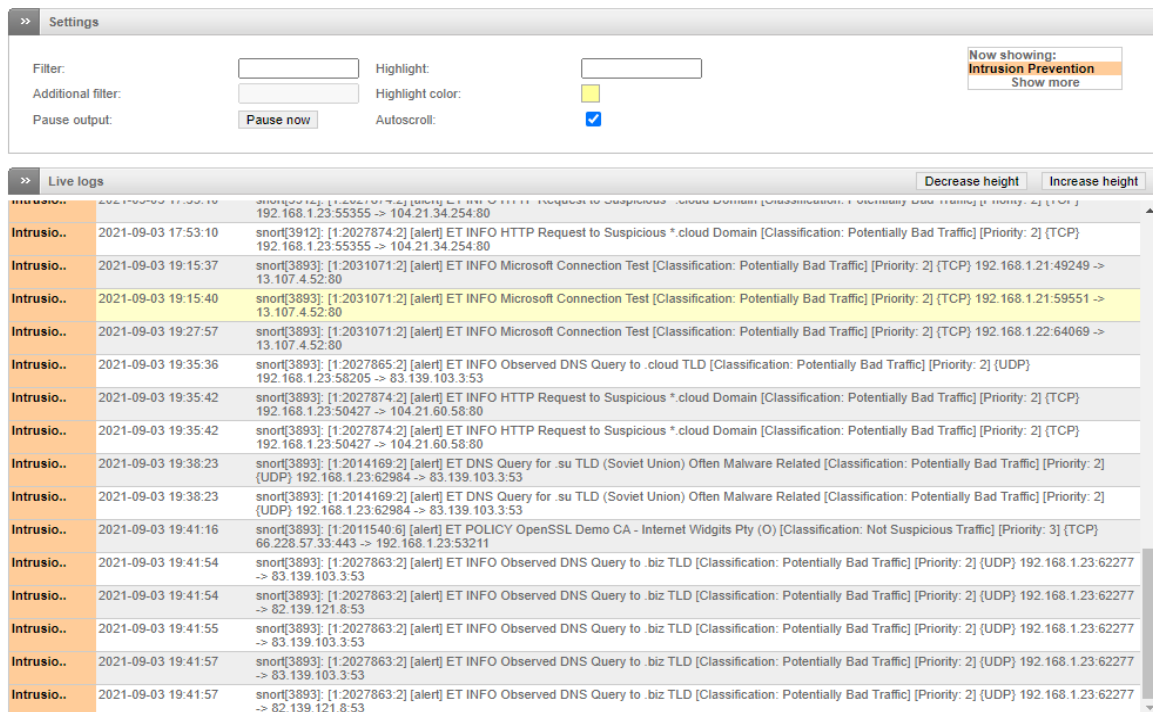 >> Settings
Filter: Highlight: Now showing:
Intrusion Prevention
Additional filter: Highlight color: Show more
Pause output: Pause now Autoscroll:
>> Live logs Decrease height Increase height
192.168.1.23:55355 -> 104.21.34.254:80
Intrusio.. 2021-09-03 17:53:10 snort[3912]: [1:2027874:2] [alert] ET INFO HTTP Request to Suspicious *.cloud Domain [Classification: Potentially Bad Traffic] [Priority: 2] {TCP}
192.168.1.23:55355 -> 104.21.34.254:80
Intrusio.. 2021-09-03 19:15:37 snort[3893]: [1:2031071:2] [alert] ET INFO Microsoft Connection Test [Classification: Potentially Bad Traffic] [Priority: 2] {TCP} 192.168.1.21:49249 ->
13.107.4.52:80
Intrusio.. 2021-09-03 19:15:40 snort[3893]: [1:2031071:2] [alert] ET INFO Microsoft Connection Test [Classification: Potentially Bad Traffic] [Priority: 2] {TCP} 192.168.1.21:59551 ->
13.107.4.52:80
Intrusio.. 2021-09-03 19:27:57 snort[3893]: [1:2031071:2] [alert] ET INFO Microsoft Connection Test [Classification: Potentially Bad Traffic] [Priority: 2] {TCP} 192.168.1.22:64069 ->
13.107.4.52:80
Intrusio.. 2021-09-03 19:35:36 snort[3893]: [1:2027865:2] [alert] ET INFO Observed DNS Query to .cloud TLD [Classification: Potentially Bad Traffic] [Priority: 2] {UDP}
192.168.1.23:58205 -> 83.139.103.3:53
Intrusio.. 2021-09-03 19:35:42 snort[3893]: [1:2027874:2] [alert] ET INFO HTTP Request to Suspicious *.cloud Domain [Classification: Potentially Bad Traffic] [Priority: 2] {TCP}
192.168.1.23:50427 -> 104.21.60.58:80
Intrusio.. 2021-09-03 19:35:42 snort[3893]: [1:2027874:2] [alert] ET INFO HTTP Request to Suspicious *.cloud Domain [Classification: Potentially Bad Traffic] [Priority: 2] {TCP}
192.168.1.23:50427 -> 104.21.60.58:80
Intrusio.. 2021-09-03 19:38:23 snort[3893]: [1:2014169:2] [alert] ET DNS Query for .su TLD (Soviet Union) Often Malware Related [Classification: Potentially Bad Traffic] [Priority: 2]
{UDP} 192.168.1.23:62984 -> 83.139.103.3:53
Intrusio.. 2021-09-03 19:38:23 snort[3893]: [1:2014169:2] [alert] ET DNS Query for .su TLD (Soviet Union) Often Malware Related [Classification: Potentially Bad Traffic] [Priority: 2]
{UDP} 192.168.1.23:62984 -> 83.139.103.3:53
Intrusio.. 2021-09-03 19:41:16 snort[3893]: [1:2011540:6] [alert] ET POLICY OpenSSL Demo CA - Internet Widgits Pty (O) [Classification: Not Suspicious Traffic] [Priority: 3] {TCP}
66.228.57.33:443 -> 192.168.1.23:53211
Intrusio.. 2021-09-03 19:41:54 snort[3893]: [1:2027863:2] [alert] ET INFO Observed DNS Query to .biz TLD [Classification: Potentially Bad Traffic] [Priority: 2] {UDP} 192.168.1.23:62277
-> 83.139.103.3:53
Intrusio.. 2021-09-03 19:41:54 snort[3893]: [1:2027863:2] [alert] ET INFO Observed DNS Query to .biz TLD [Classification: Potentially Bad Traffic] [Priority: 2] {UDP} 192.168.1.23:62277
-> 82.139.121.8:53
Intrusio.. 2021-09-03 19:41:55 snort[3893]: [1:2027863:2] [alert] ET INFO Observed DNS Query to .biz TLD [Classification: Potentially Bad Traffic] [Priority: 2] {UDP} 192.168.1.23:62277
-> 83.139.103.3:53
Intrusio.. 2021-09-03 19:41:57 snort[3893]: [1:2027863:2] [alert] ET INFO Observed DNS Query to .biz TLD [Classification: Potentially Bad Traffic] [Priority: 2] {UDP} 192.168.1.23:62277
-> 83.139.103.3:53
Intrusio.. 2021-09-03 19:41:57 snort[3893]: [1:2027863:2] [alert] ET INFO Observed DNS Query to .biz TLD [Classification: Potentially Bad Traffic] [Priority: 2] {UDP} 192.168.1.23:62277
-> 82.139.121.8:53